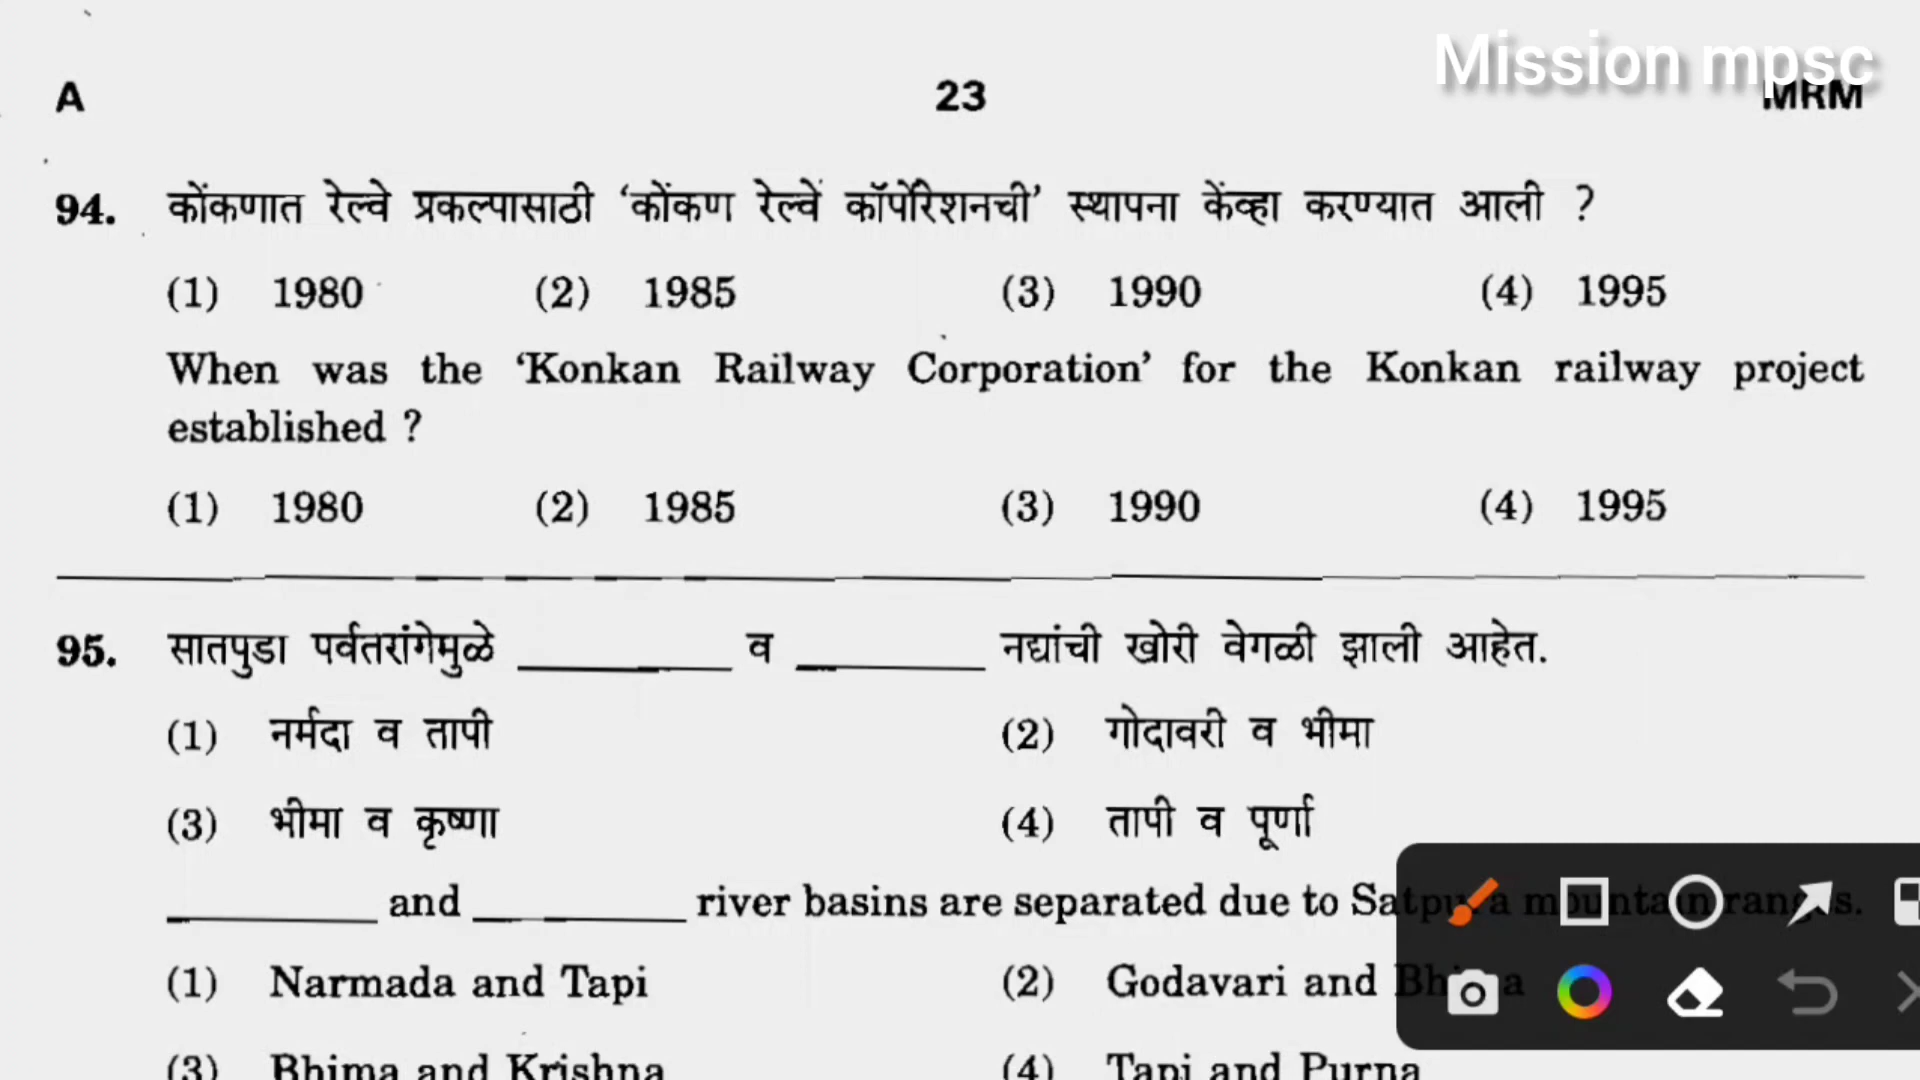 Mission mpsc
A 23 MRM
94. कोंकणात रेल्वे प्रकल्पासाठी ‘कोंकण रेल्वें कॉर्पोरेशनची’ स्थापना केंव्हा करण्यात आली ?
(1) 1980 (2) 1985 (3) 1990 (4) 1995
When was the ‘Konkan Railway Corporation’ for the Konkan railway project
established ?
(1) 1980 (2) 1985 (3) 1990 (4) 1995
95. सातपुडा पर्वतरांगेमुळे ________ व ________ नद्यांची खोरी वेगळी झाली आहेत.
(1) नर्मदा व तापी (2) गोदावरी व भीमा
(3) भीमा व कृष्णा (4) तापी व पूर्णा
________ and ________ river basins are separated due to Satpura mountain ranges.
(1) Narmada and Tapi (2) Godavari and Bhima
(3) Bhima and Krishna (4) Tapi and Purna